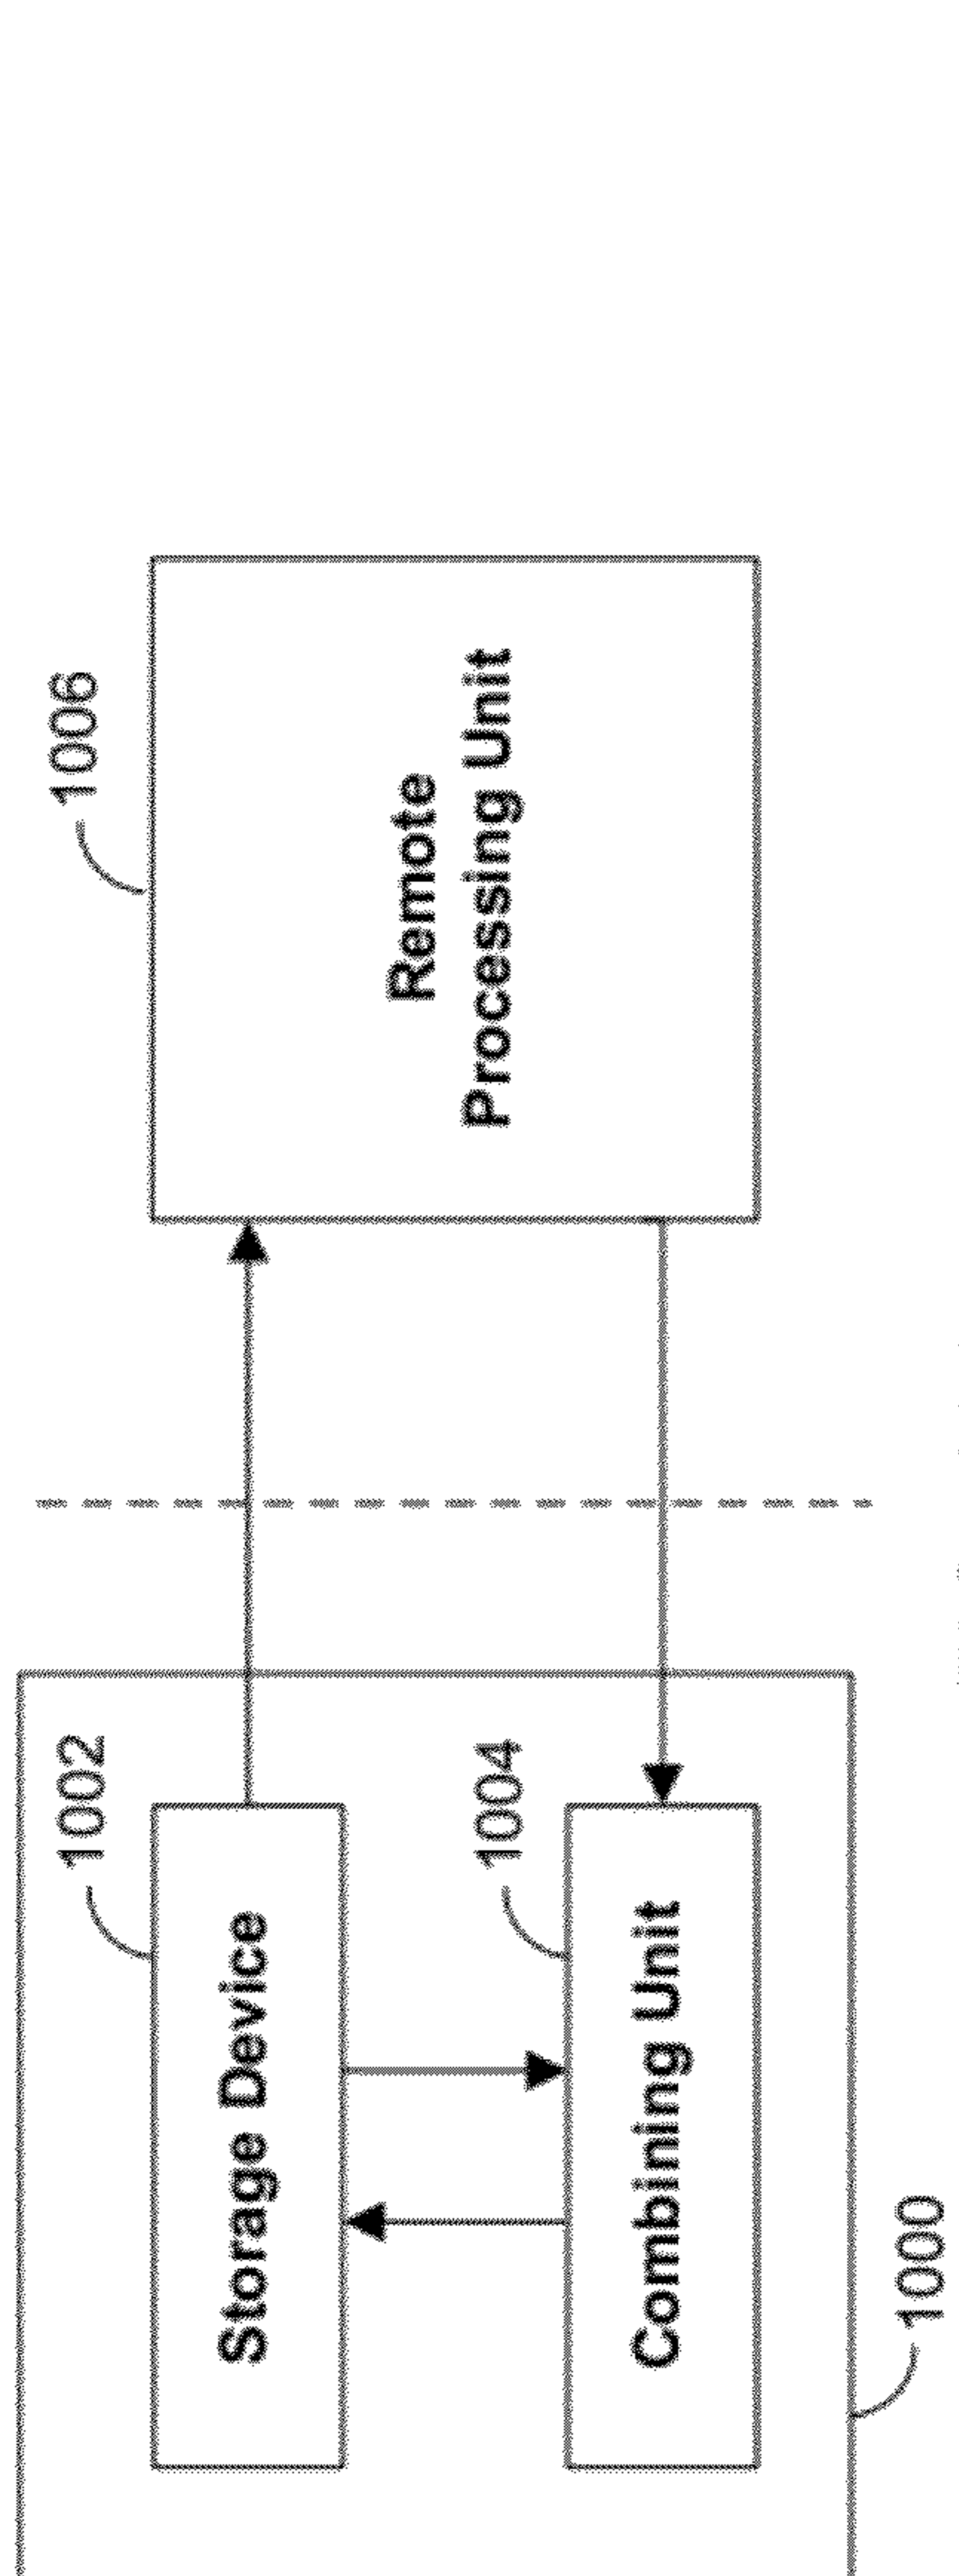 1002
Storage Device
1004
Combining Unit
1000
1006
Remote
Processing Unit